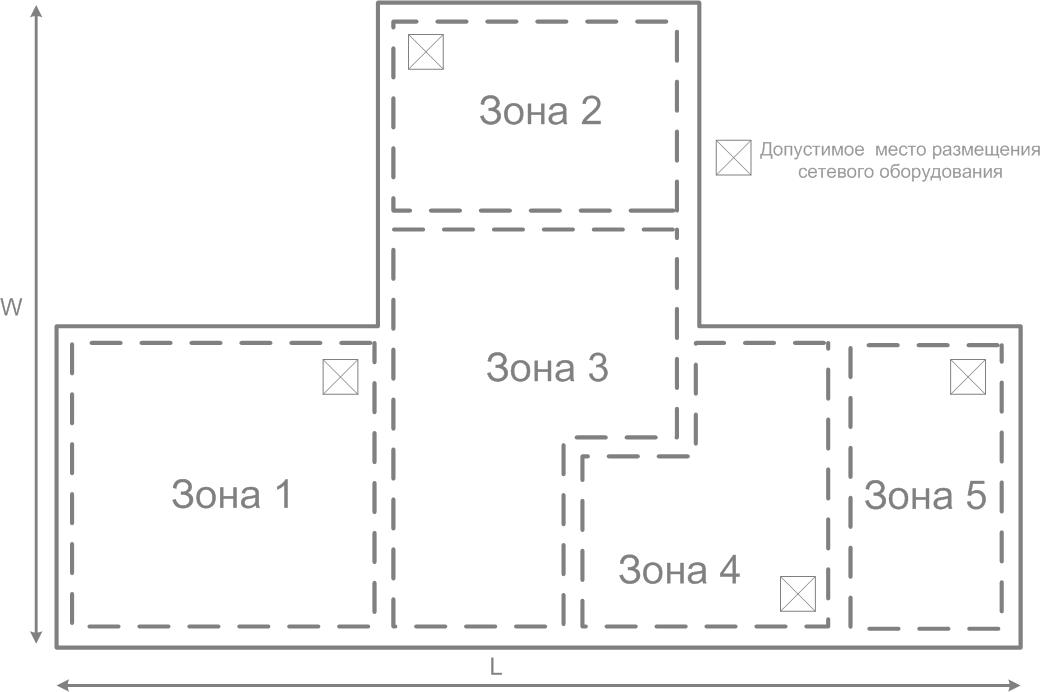 Зона 2
Допустимое место размещения
сетевого оборудования
W
Зона 3
Зона 1
Зона 5
Зона 4
L